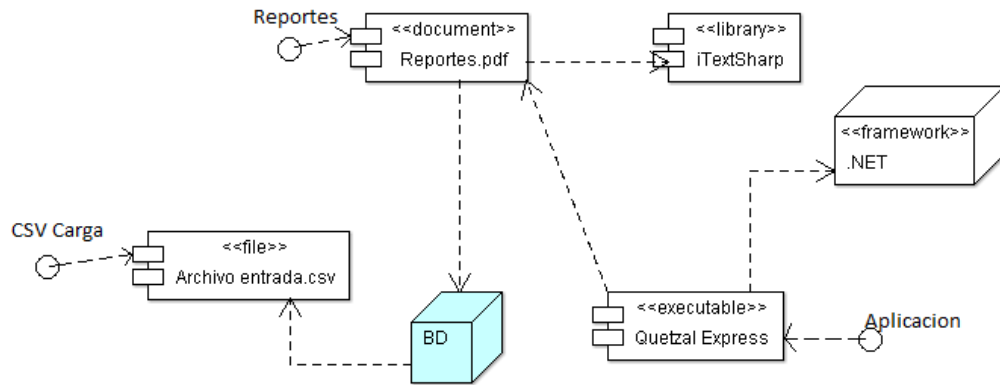 Reportes
<<document>>
Reportes.pdf
<<library>>
iTextSharp
<<framework>>
.NET
CSV Carga
<<file>>
Archivo entrada.csv
BD
<<executable>>
Quetzal Express
Aplicacion